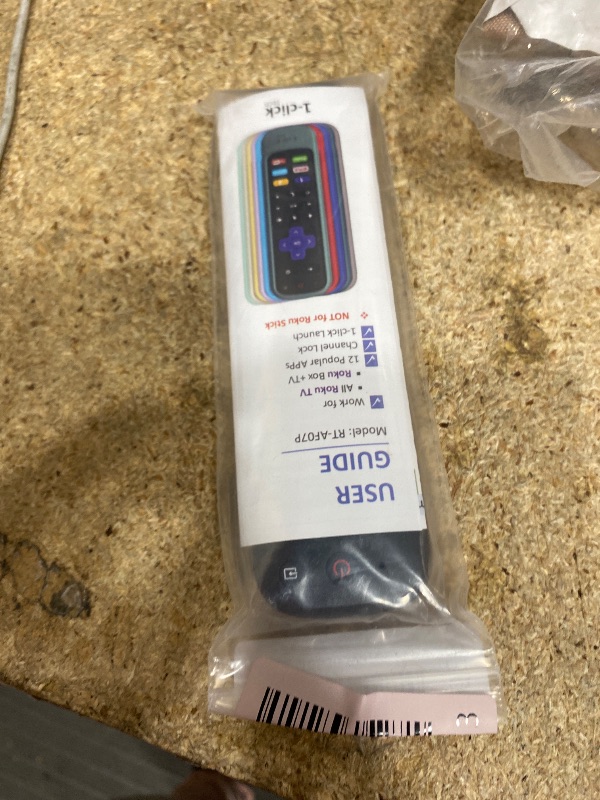 USER
GUIDE
Model: RT-AF07P
Work for
• All Roku TV
• Roku Box +TV
12 Popular APPs
Channel Lock
1-click Launch
NOT for Roku Stick
1-click